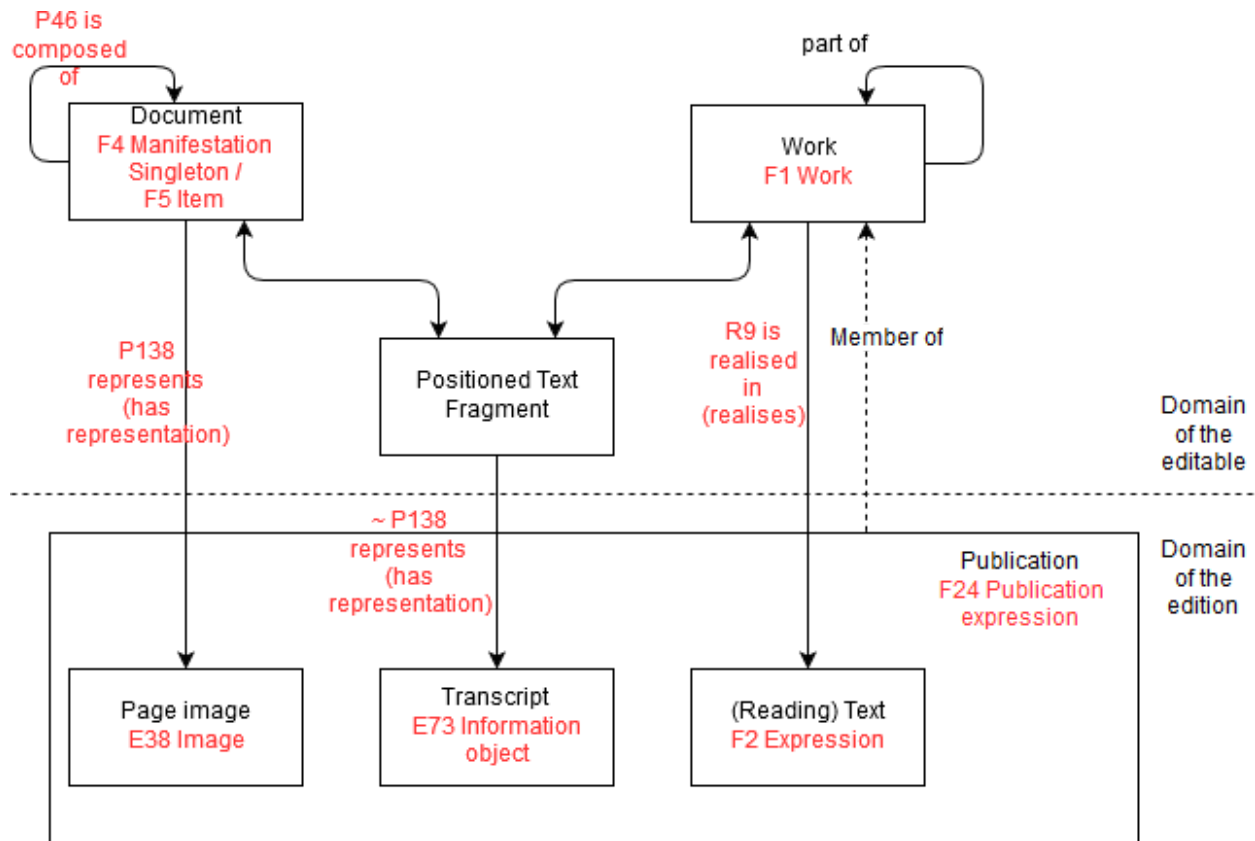 P46 is
composed
of
part of
Document
F4 Manifestation
Singleton /
F5 Item
Work
F1 Work
P138
represents
(has
representation)
Positioned Text
Fragment
R9 is
realised
in
(realises)
Member of
Domain
of the
editable
~ P138
represents
(has
representation)
Publication
F24 Publication
expression
Domain
of the
edition
Page image
E38 Image
Transcript
E73 Information
object
(Reading) Text
F2 Expression